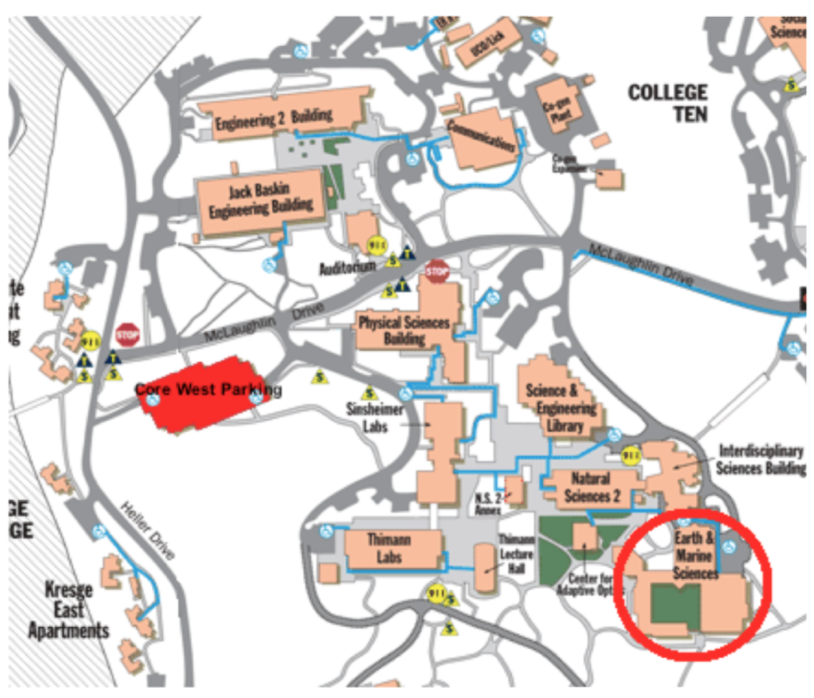 UCO/Lick
Social
Science
COLLEGE
TEN
Engineering 2 Building
Communications
Co-gen
Plant
Co-gen
Expansion
Jack Baskin
Engineering Building
911
Auditorium
S
T
STOP
S
T
McLaughlin Drive
McLaughlin Drive
Physical Sciences
Building
STOP
911
T
T
S
S
Core West Parking
S
S
Sinsheimer
Labs
Science &
Engineering
Library
911
Interdisciplinary
Sciences Building
N.S. 2
Annex
Natural
Sciences 2
Heller Drive
Thimann
Labs
Thimann
Lecture
Hall
Earth &
Marine
Sciences
Center for
Adaptive Optics
Kresge
East
Apartments
911
S
S
S
GE
GE